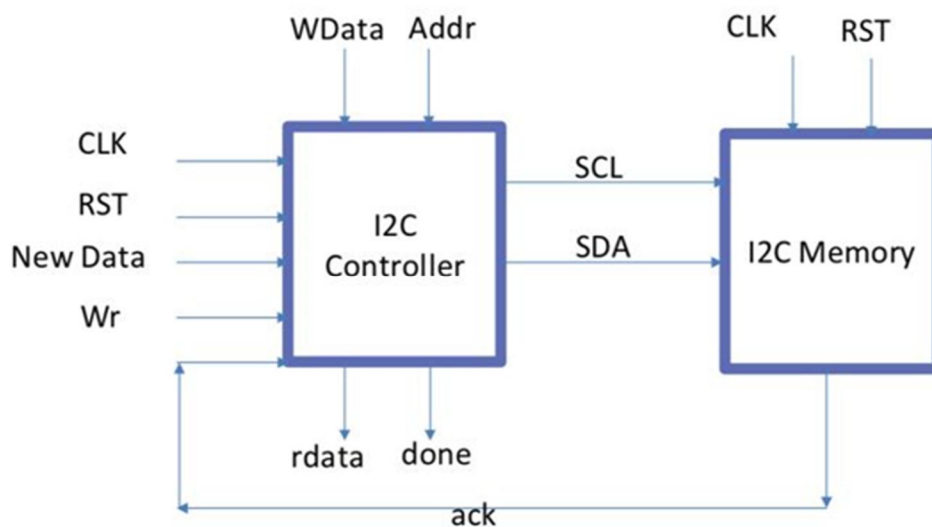 WData Addr
CLK RST
CLK
RST
New Data
Wr
I2C
Controller
SCL
SDA
I2C Memory
rdata done
ack